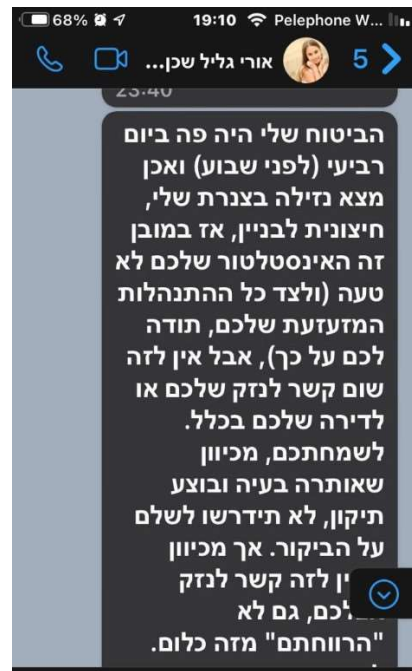 68% 19:10 Pelephone W...
אורי גליל שכן... 5
23:40
הביטוח שלי היה פה ביום
רביעי (לפני שבוע) ואכן
מצא נזילה בצנרת שלי,
חיצונית לבניין, אז במובן
זה האינסטלטור שלכם לא
טעה (ולצד כל ההתנהלות
המזעזעת שלכם, תודה
לכם על כך), אבל אין לזה
שום קשר לנזק שלכם או
לדירה שלכם בכלל.
לשמחתכם, מכיוון
שאותרה בעיה ובוצע
תיקון, לא תידרשו לשלם
על הביקור. אך מכיוון
לזה קשר לנזק
גם לא
"הרווחתם" מזה כלום.